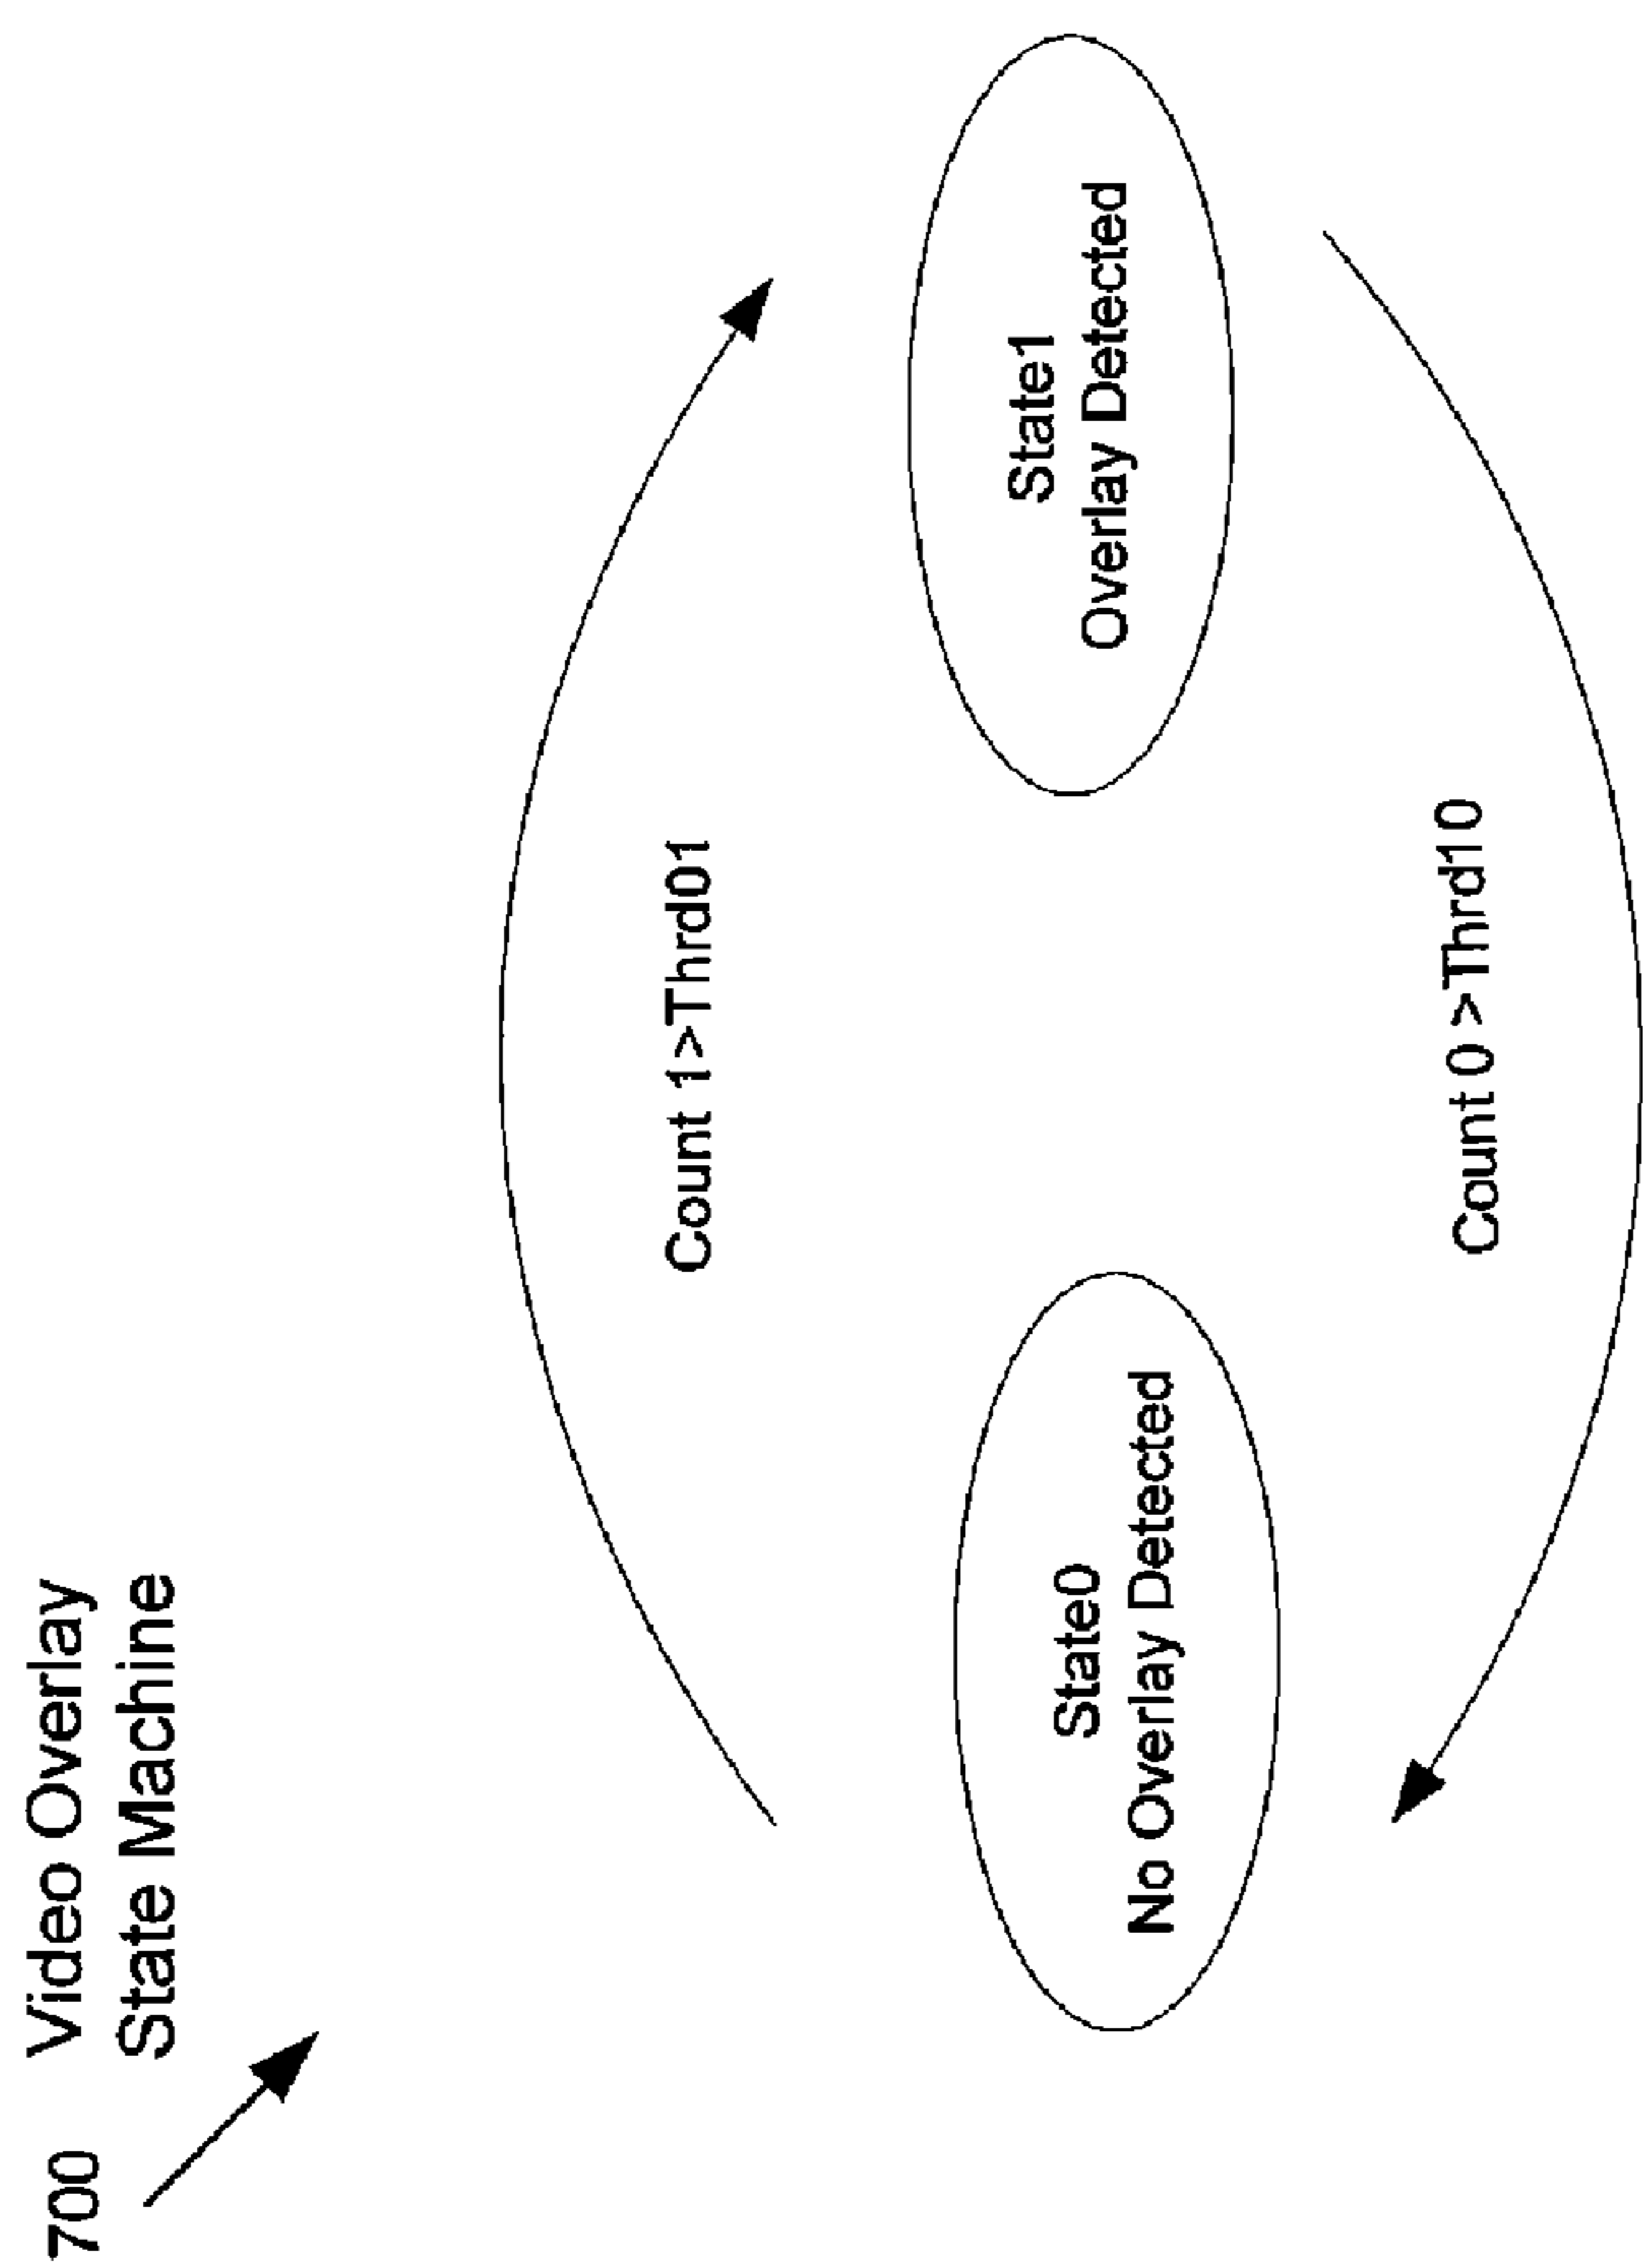 700
Video Overlay
State Machine
Count 1>Thrd01
State0
No Overlay Detected
State1
Overlay Detected
Count 0 >Thrd10